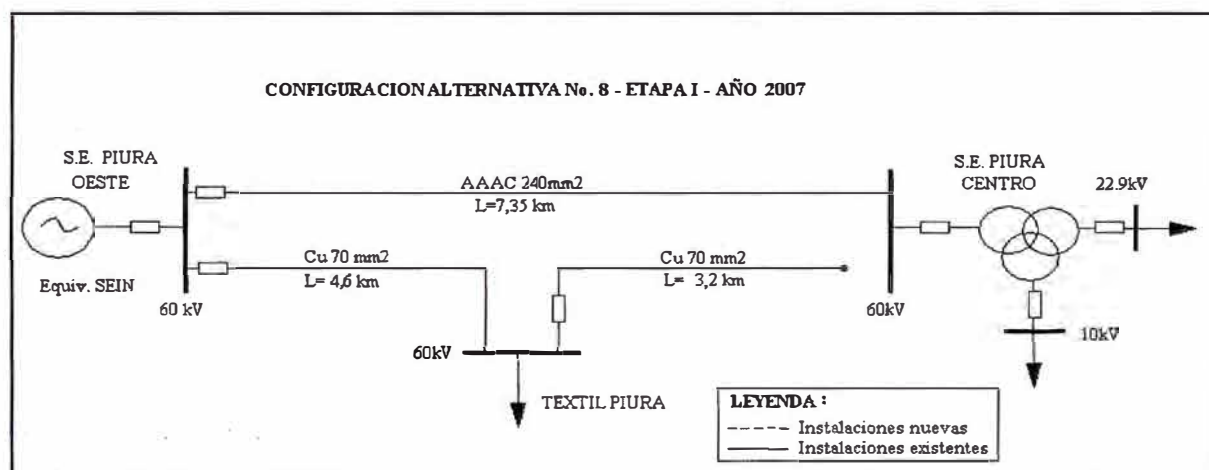 CONFIGURACION ALTERNATIVA No. 8 - ETAPA I - AÑO 2007
S.E. PIURA
OESTE
Equiv. SEIN
60 kV
AAAC 240mm2
L=7,35 km
Cu 70 mm2
L= 4,6 km
Cu 70 mm2
L= 3,2 km
60kV
TEXTIL PIURA
S.E. PIURA
CENTRO
22.9kV
60kV
10kV
LEYENDA :
Instalaciones nuevas
Instalaciones existentes